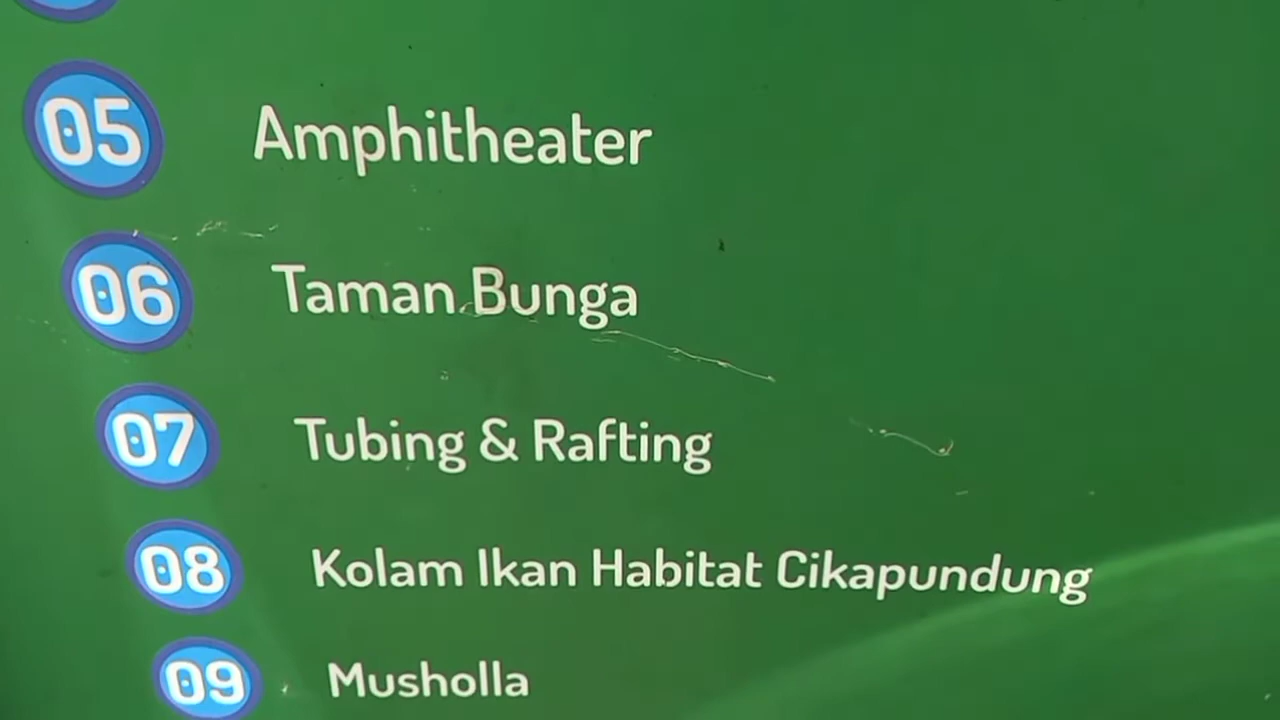 05 Amphitheater
06 Taman Bunga
07 Tubing & Rafting
08 Kolam Ikan Habitat Cikapundung
09 Musholla